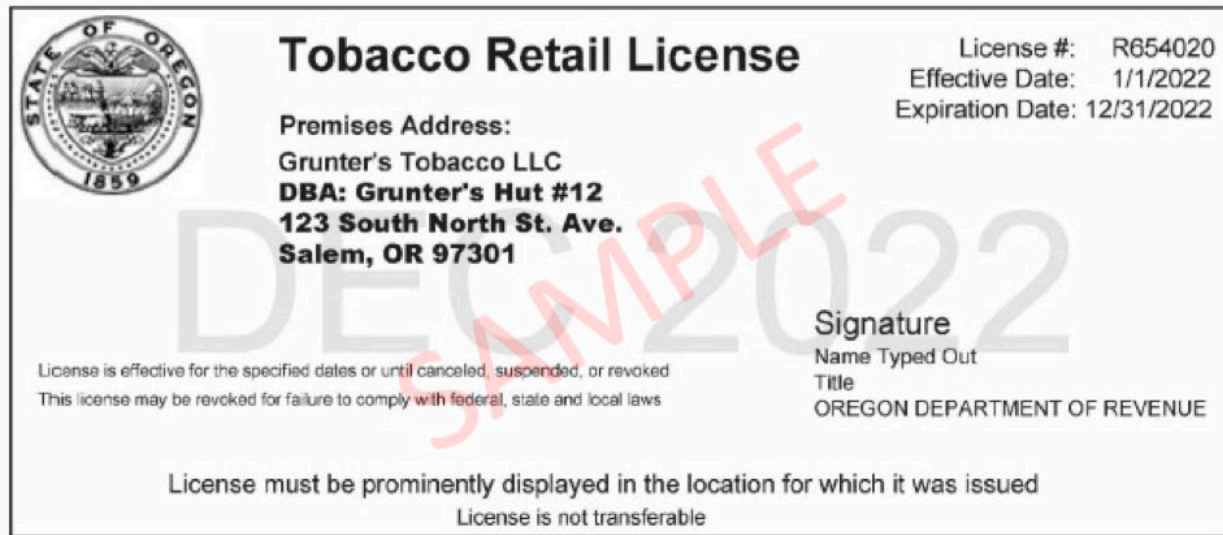 STATE OF OREGON
1859
Tobacco Retail License
License #: R654020
Effective Date: 1/1/2022
Expiration Date: 12/31/2022
Premises Address:
Grunter's Tobacco LLC
DBA: Grunter's Hut #12
123 South North St. Ave.
Salem, OR 97301
DEC 2022
SAMPLE
Signature
Name Typed Out
Title
OREGON DEPARTMENT OF REVENUE
License is effective for the specified dates or until canceled, suspended, or revoked
This license may be revoked for failure to comply with federal, state and local laws
License must be prominently displayed in the location for which it was issued
License is not transferable